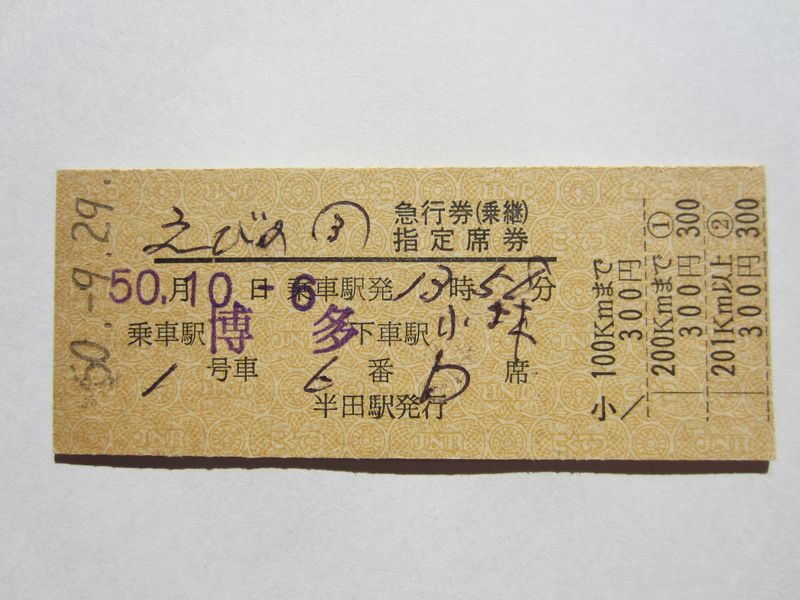 50.-9.29.
えびの ③
急行券(乗継)
指定席券
50.10.-6
月 日 乗車駅発 13時51分
乗車駅 博多 下車駅 小林
1号車 6番D席
半田駅発行
100Kmまで
300円
小/
①
200Kmまで 300
300円
②
201Km以上 300
300円